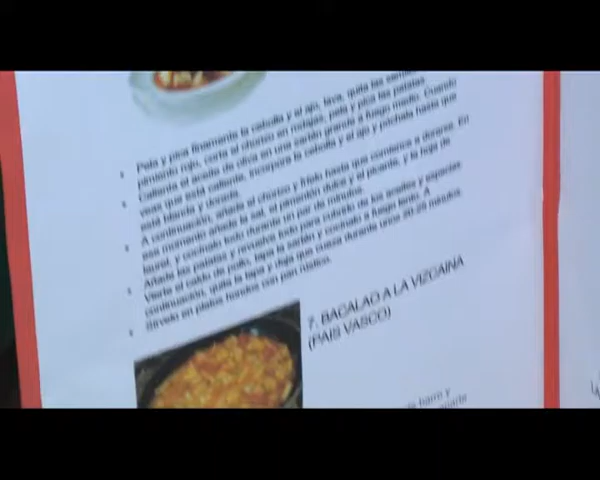 Pela y pica finamente la cebolla y el ajo, lava, quita las semillas
pimiento rojo, corta el chorizo en rodajas, pela y pica las patatas.
Calienta el aceite de oliva en una sartén grande a fuego medio. Cuando
veas que está caliente, incorpora la cebolla y el ajo y póchala hasta que
está blanda y dorada.
A continuación, añade el chorizo y fríelo hasta que comience a dorarse. En
ese momento añade la sal, el pimentón dulce y el picante, y la hoja de
laurel, y cocínalo todo durante un par de minutos.
Añade las patatas y revuelve todo para cubrirlo de los aceites y especias
Vierte el caldo de pollo, tapa la sartén y cocínalo a fuego lento. A
continuación, quita la tapa y deja que cueza durante unos 20-25 minutos
Sírvelo en platos hondos con pan rústico.
7. BACALAO A LA VIZCAINA
(PAIS VASCO)
barro y